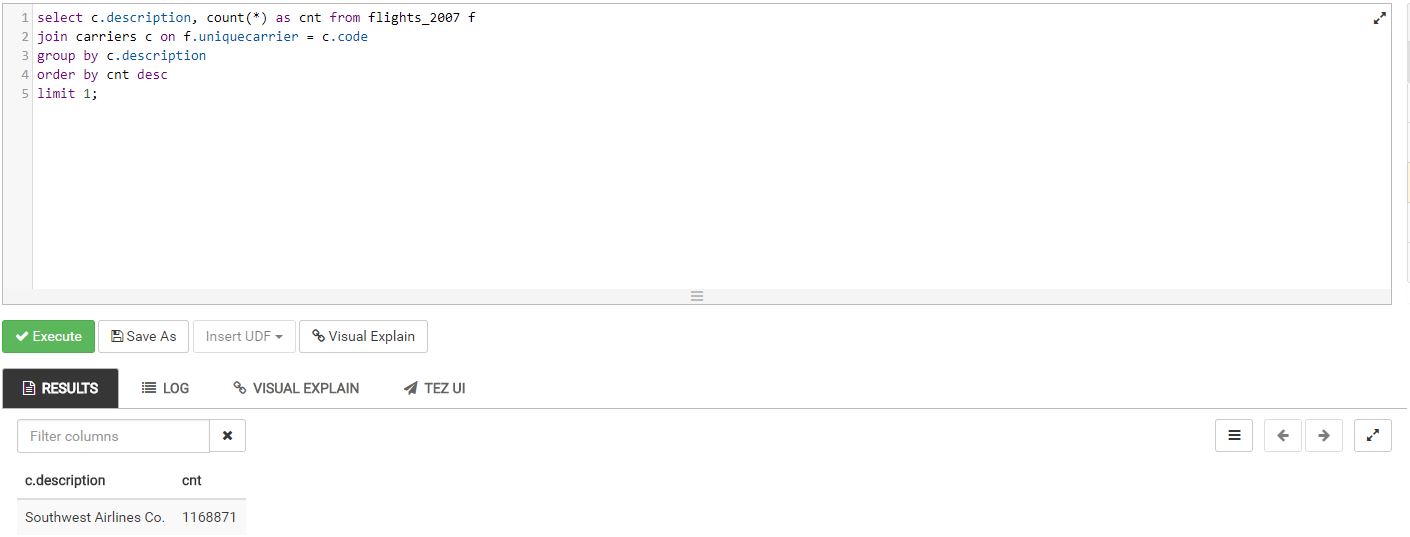 1 select c.description, count(*) as cnt from flights_2007 f
2 join carriers c on f.uniquecarrier = c.code
3 group by c.description
4 order by cnt desc
5 limit 1;
Execute Save As Insert UDF Visual Explain
RESULTS LOG VISUAL EXPLAIN TEZ UI
Filter columns
c.description cnt
Southwest Airlines Co. 1168871